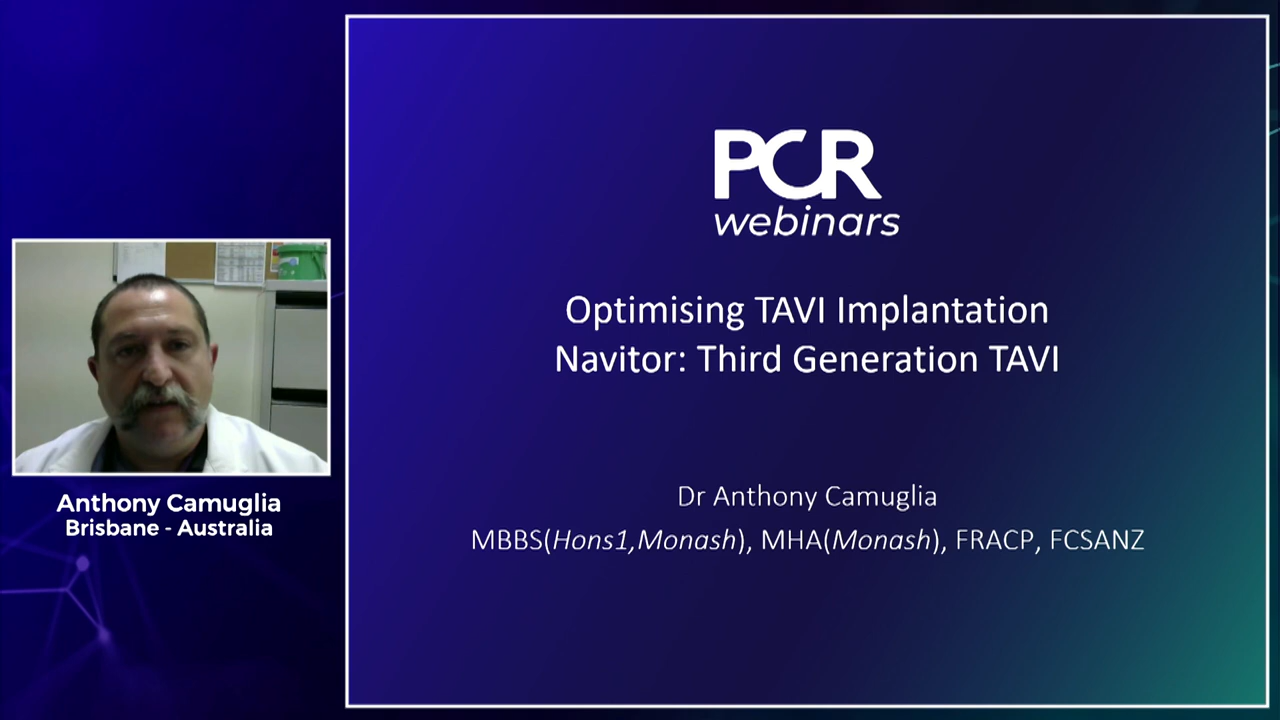 PCR
webinars
Optimising TAVI Implantation
Navitor: Third Generation TAVI
Dr Anthony Camuglia
MBBS(Hons1,Monash), MHA(Monash), FRACP, FCSANZ
Anthony Camuglia
Brisbane - Australia